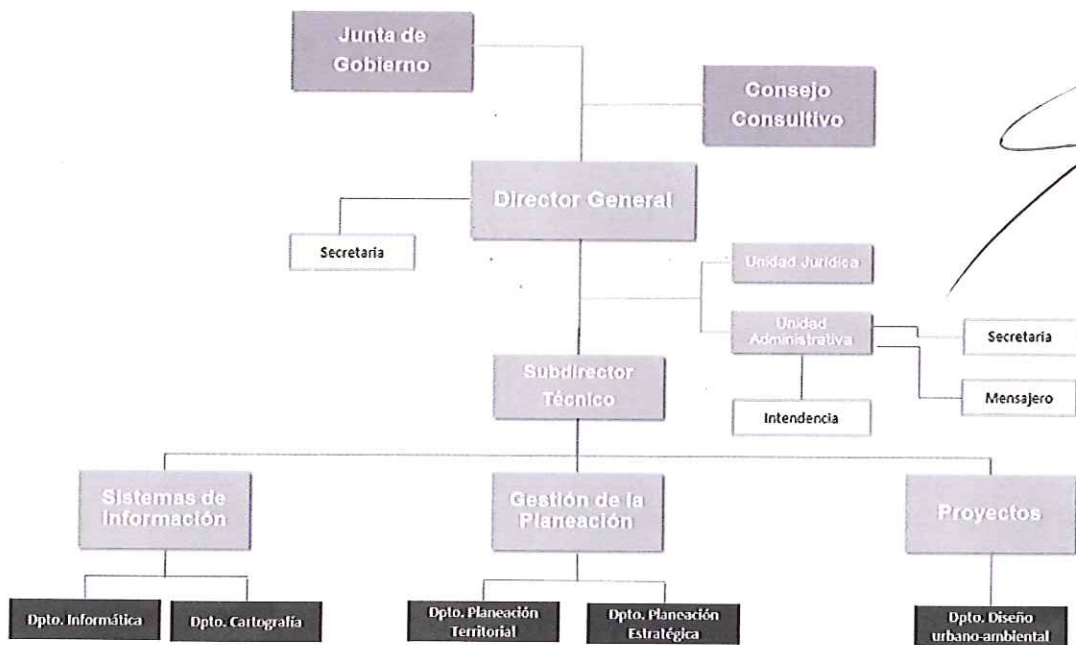 Junta de
Gobierno
Consejo
Consultivo
Director General
Secretaria
Unidad Jurídica
Unidad
Administrativa
Secretaria
Subdirector
Técnico
Mensajero
Intendencia
Sistemas de
Información
Gestión de la
Planeación
Proyectos
Dpto. Informática
Dpto. Cartografía
Dpto. Planeación
Territorial
Dpto. Planeación
Estratégica
Dpto. Diseño
urbano-ambiental